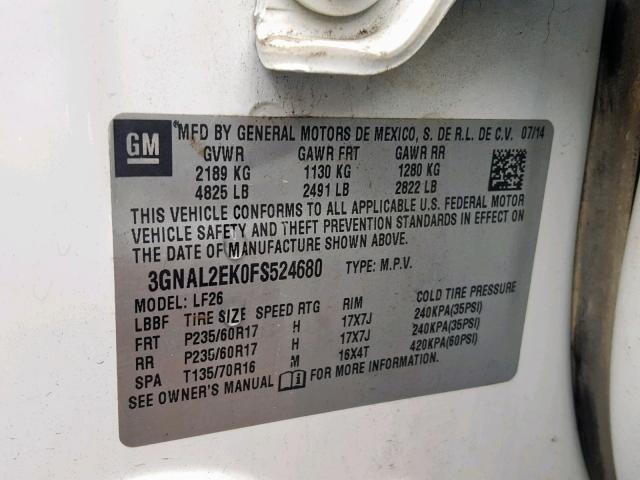 GM
*MFD BY GENERAL MOTORS DE MEXICO, S. DE R.L. DE C.V. 07/14
GVWR GAWR FRT GAWR RR
2189 KG 1130 KG 1280 KG
4825 LB 2491 LB 2822 LB
THIS VEHICLE CONFORMS TO ALL APPLICABLE U.S. FEDERAL MOTOR
VEHICLE SAFETY AND THEFT PREVENTION STANDARDS IN EFFECT ON
THE DATE OF MANUFACTURE SHOWN ABOVE.
3GNAL2EK0FS524680 TYPE: M.P.V.
MODEL: LF26
LBBF TIRE SIZE SPEED RTG RIM COLD TIRE PRESSURE
FRT P235/60R17 H 17X7J 240KPA(35PSI)
RR P235/60R17 H 17X7J 240KPA(35PSI)
SPA T135/70R16 M 16X4T 420KPA(60PSI)
SEE OWNER'S MANUAL FOR MORE INFORMATION.